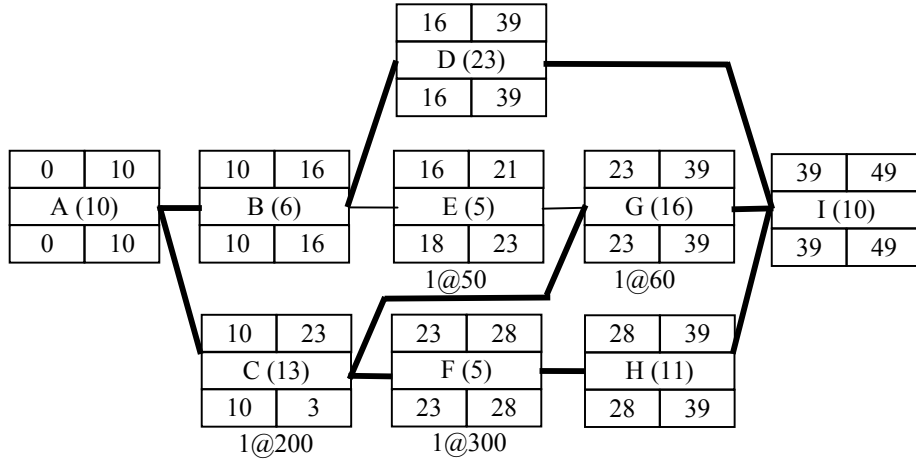 16 39
D (23)
16 39
0 10
A (10)
0 10
10 16
B (6)
10 16
16 21
E (5)
18 23
1@50
23 39
G (16)
23 39
1@60
39 49
I (10)
39 49
10 23
C (13)
10 3
1@200
23 28
F (5)
23 28
1@300
28 39
H (11)
28 39